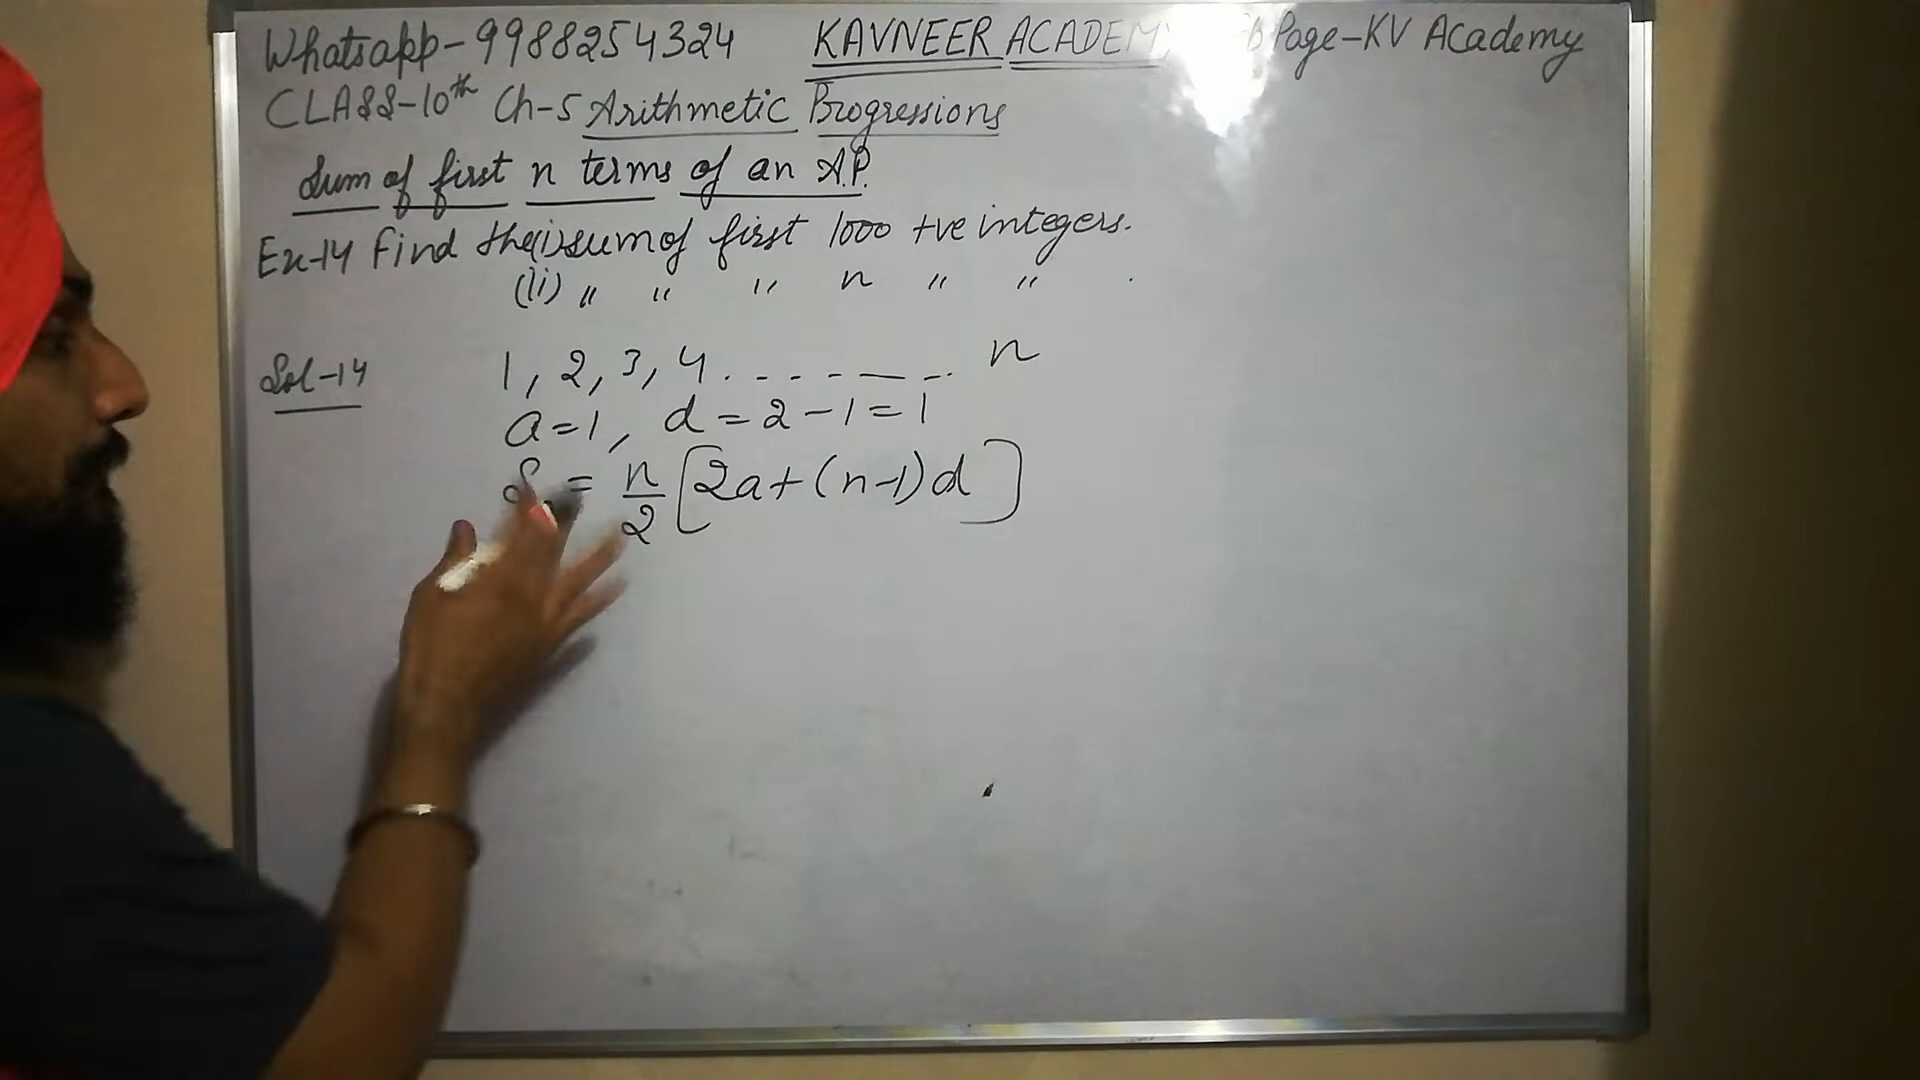 Whatsapp-9988254324 KAVNEER ACADEMY FB Page-KV Academy
CLASS-10th Ch-5 Arithmetic Progressions
Sum of first n terms of an A.P.
Ex-14 Find the (i) sum of first 1000 +ve integers.
(ii) " " " n " " .
Sol-14 1, 2, 3, 4 . - - - - — - . n
a=1, d=2-1=1
S = n/2 [2a+(n-1)d]